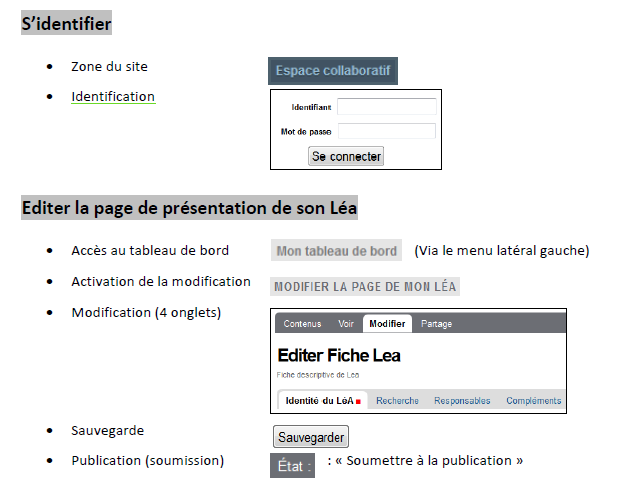 S’identifier
• Zone du site Espace collaboratif
• Identification
Identifiant
Mot de passe
Se connecter
Editer la page de présentation de son Léa
• Accès au tableau de bord Mon tableau de bord (Via le menu latéral gauche)
• Activation de la modification MODIFIER LA PAGE DE MON LÉA
• Modification (4 onglets)
Contenus Voir Modifier Partage
Editer Fiche Lea
Fiche descriptive de Lea
Identité du LéA Recherche Responsables Compléments
• Sauvegarde Sauvegarder
• Publication (soumission) État : : « Soumettre à la publication »